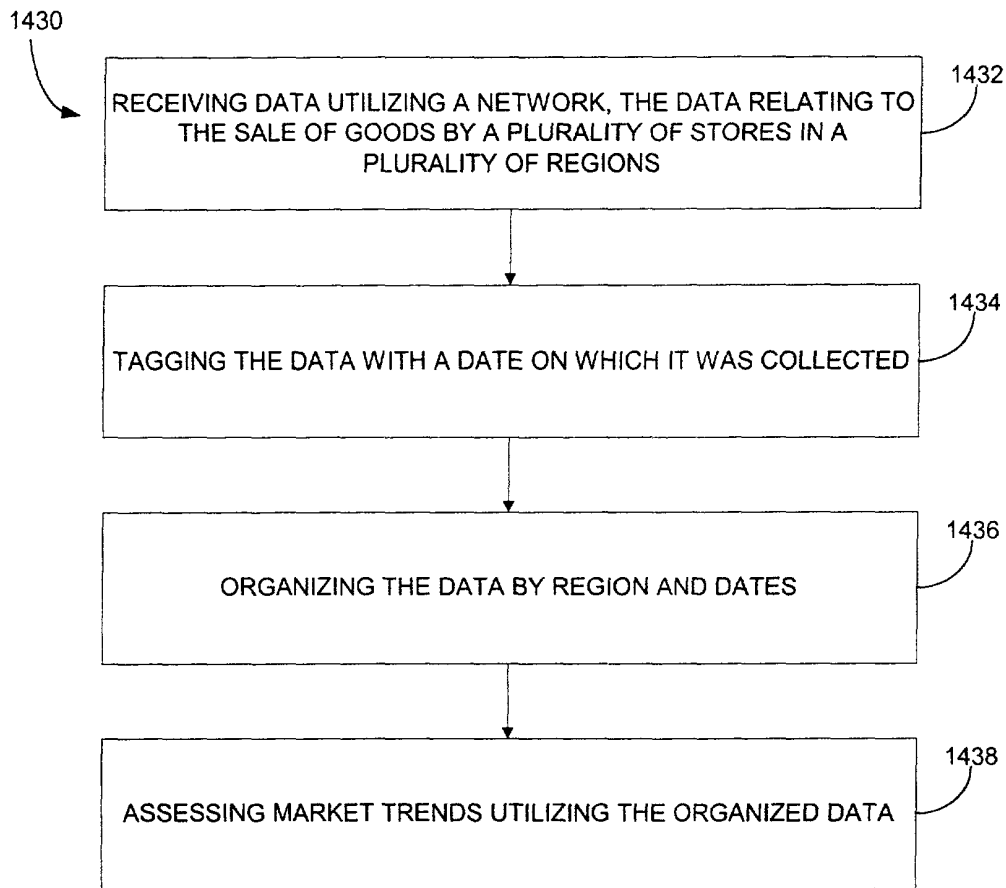 1430
1432
RECEIVING DATA UTILIZING A NETWORK, THE DATA RELATING TO
THE SALE OF GOODS BY A PLURALITY OF STORES IN A
PLURALITY OF REGIONS
1434
TAGGING THE DATA WITH A DATE ON WHICH IT WAS COLLECTED
1436
ORGANIZING THE DATA BY REGION AND DATES
1438
ASSESSING MARKET TRENDS UTILIZING THE ORGANIZED DATA